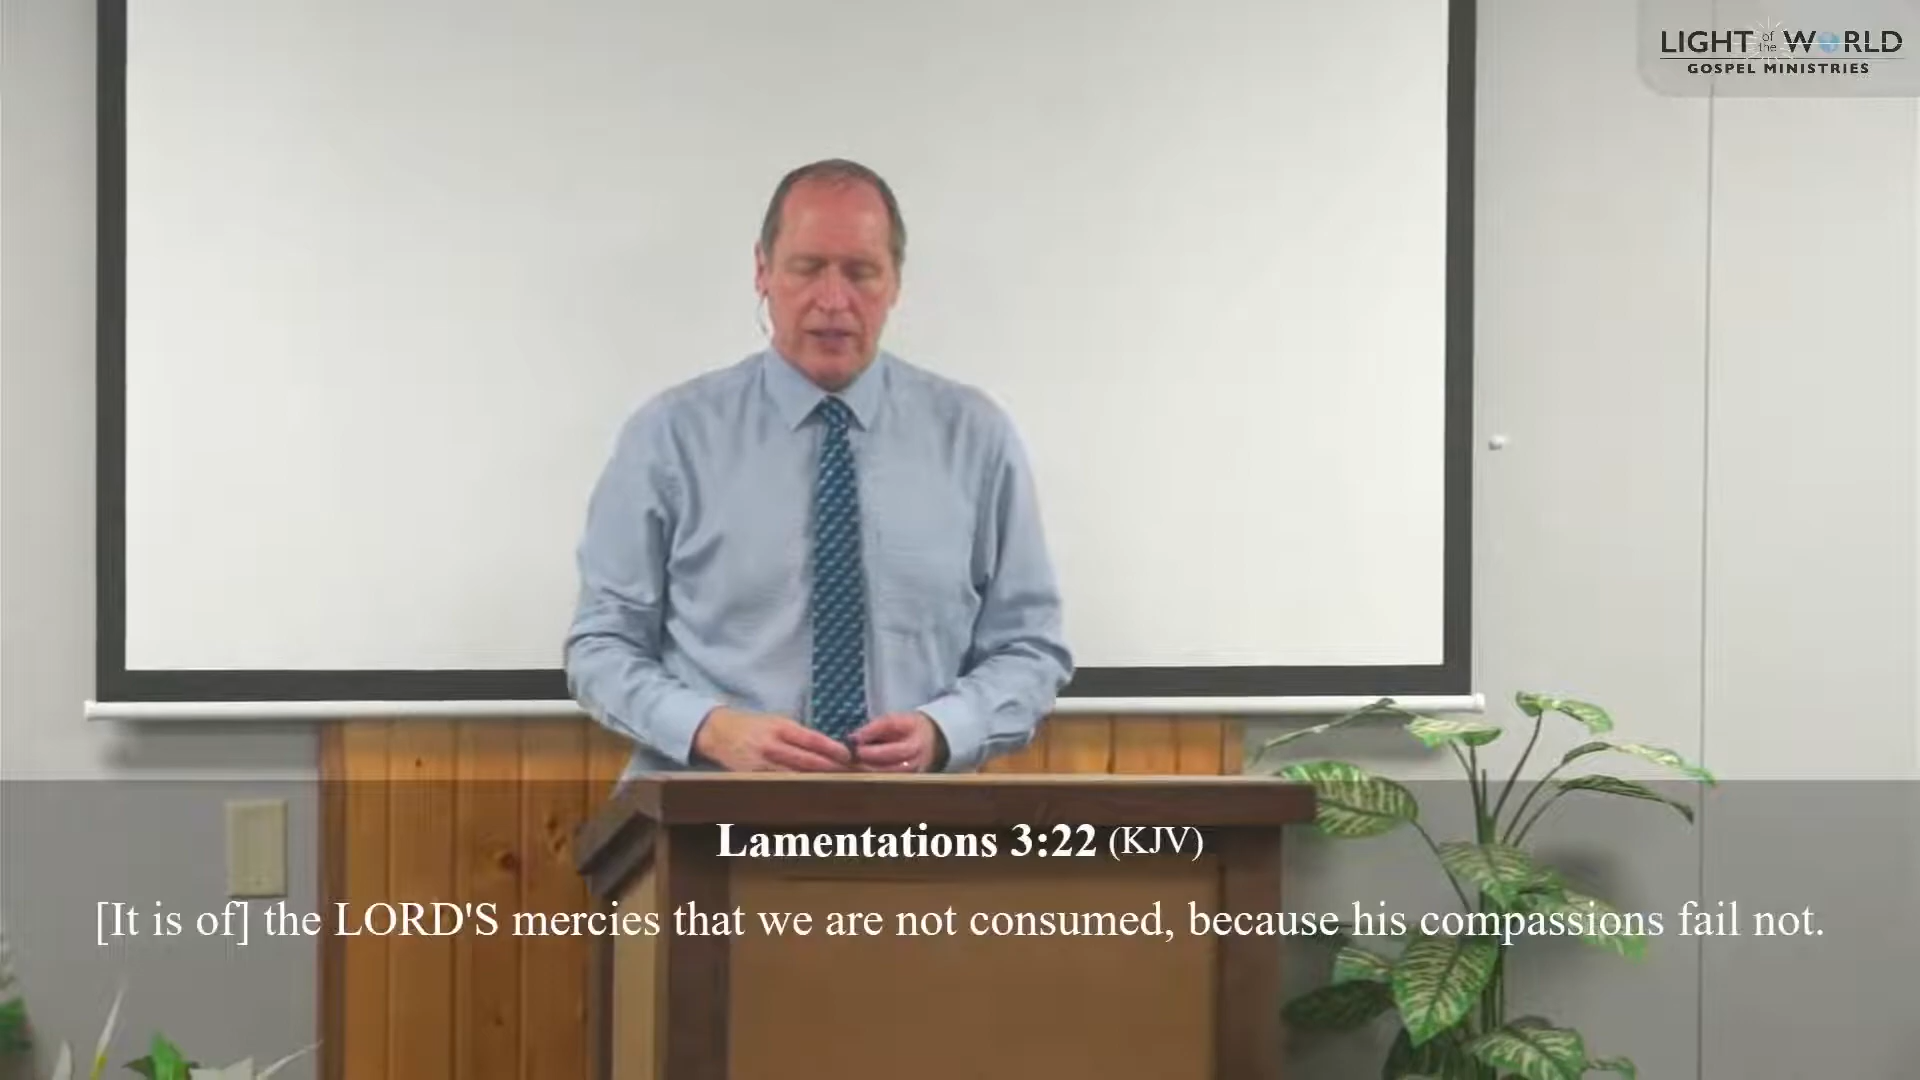 LIGHT of the WORLD
GOSPEL MINISTRIES
Lamentations 3:22 (KJV)
[It is of] the LORD'S mercies that we are not consumed, because his compassions fail not.